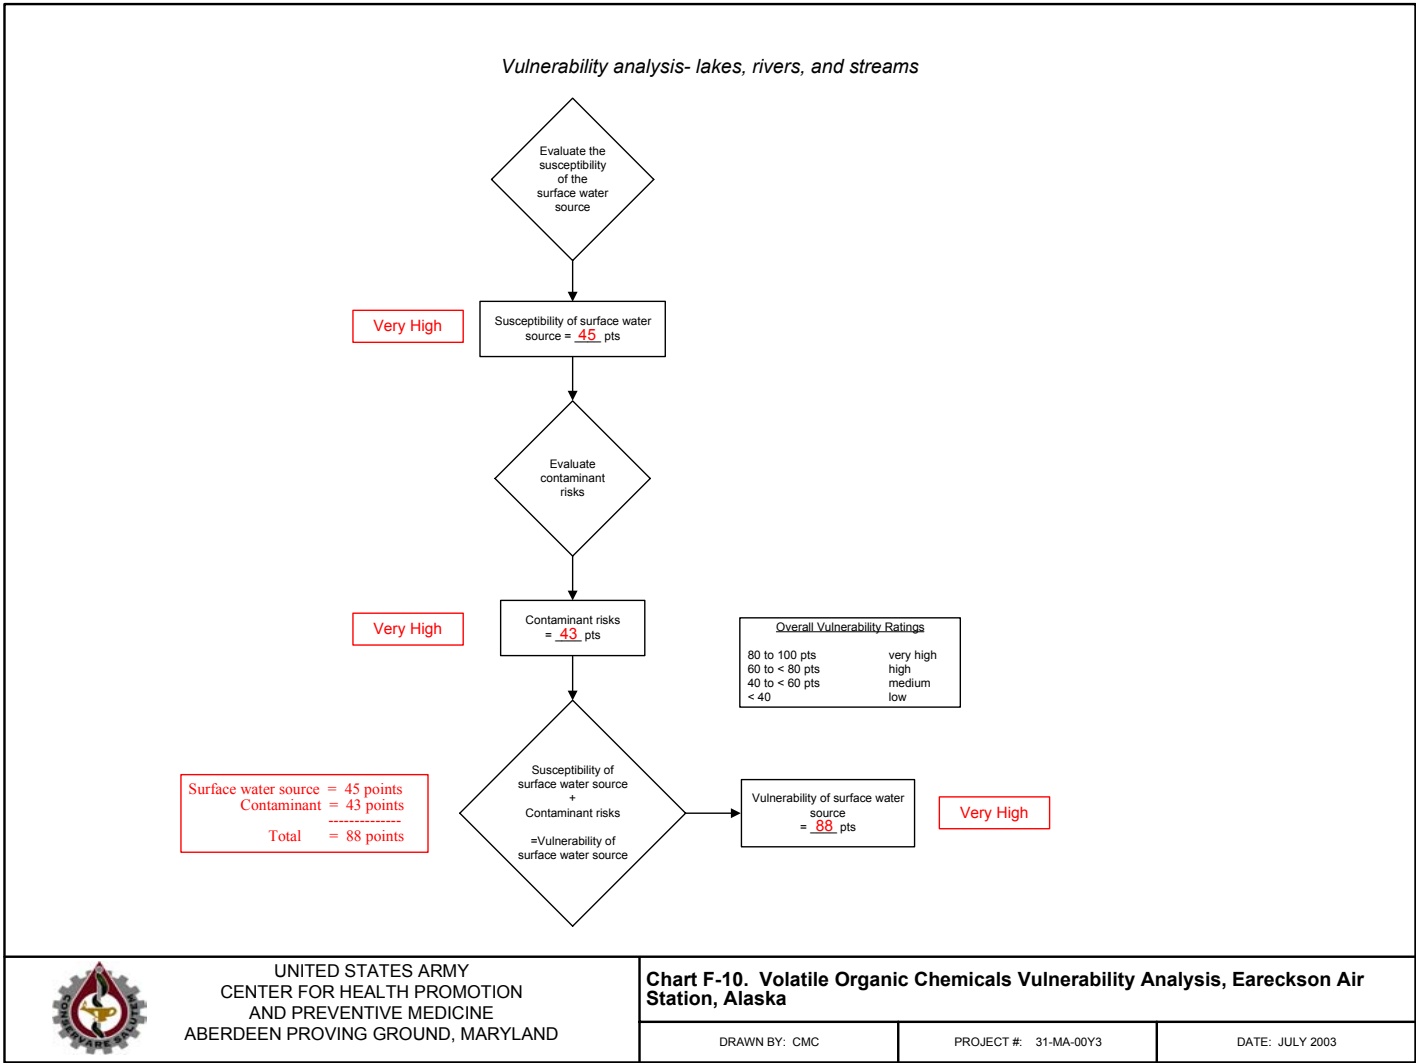 Vulnerability analysis- lakes, rivers, and streams
Evaluate the
susceptibility
of the
surface water
source
Very High
Susceptibility of surface water
source = 45 pts
Evaluate
contaminant
risks
Very High
Contaminant risks
= 43 pts
Overall Vulnerability Ratings
80 to 100 pts very high
60 to < 80 pts high
40 to < 60 pts medium
< 40 low
Surface water source = 45 points
Contaminant = 43 points
--------------
Total = 88 points
Susceptibility of
surface water source
+
Contaminant risks
=Vulnerability of
surface water source
Vulnerability of surface water
source
= 88 pts
Very High
CONSERVARE SALUTEM
UNITED STATES ARMY
CENTER FOR HEALTH PROMOTION
AND PREVENTIVE MEDICINE
ABERDEEN PROVING GROUND, MARYLAND
Chart F-10. Volatile Organic Chemicals Vulnerability Analysis, Eareckson Air
Station, Alaska
DRAWN BY: CMC
PROJECT #: 31-MA-00Y3
DATE: JULY 2003